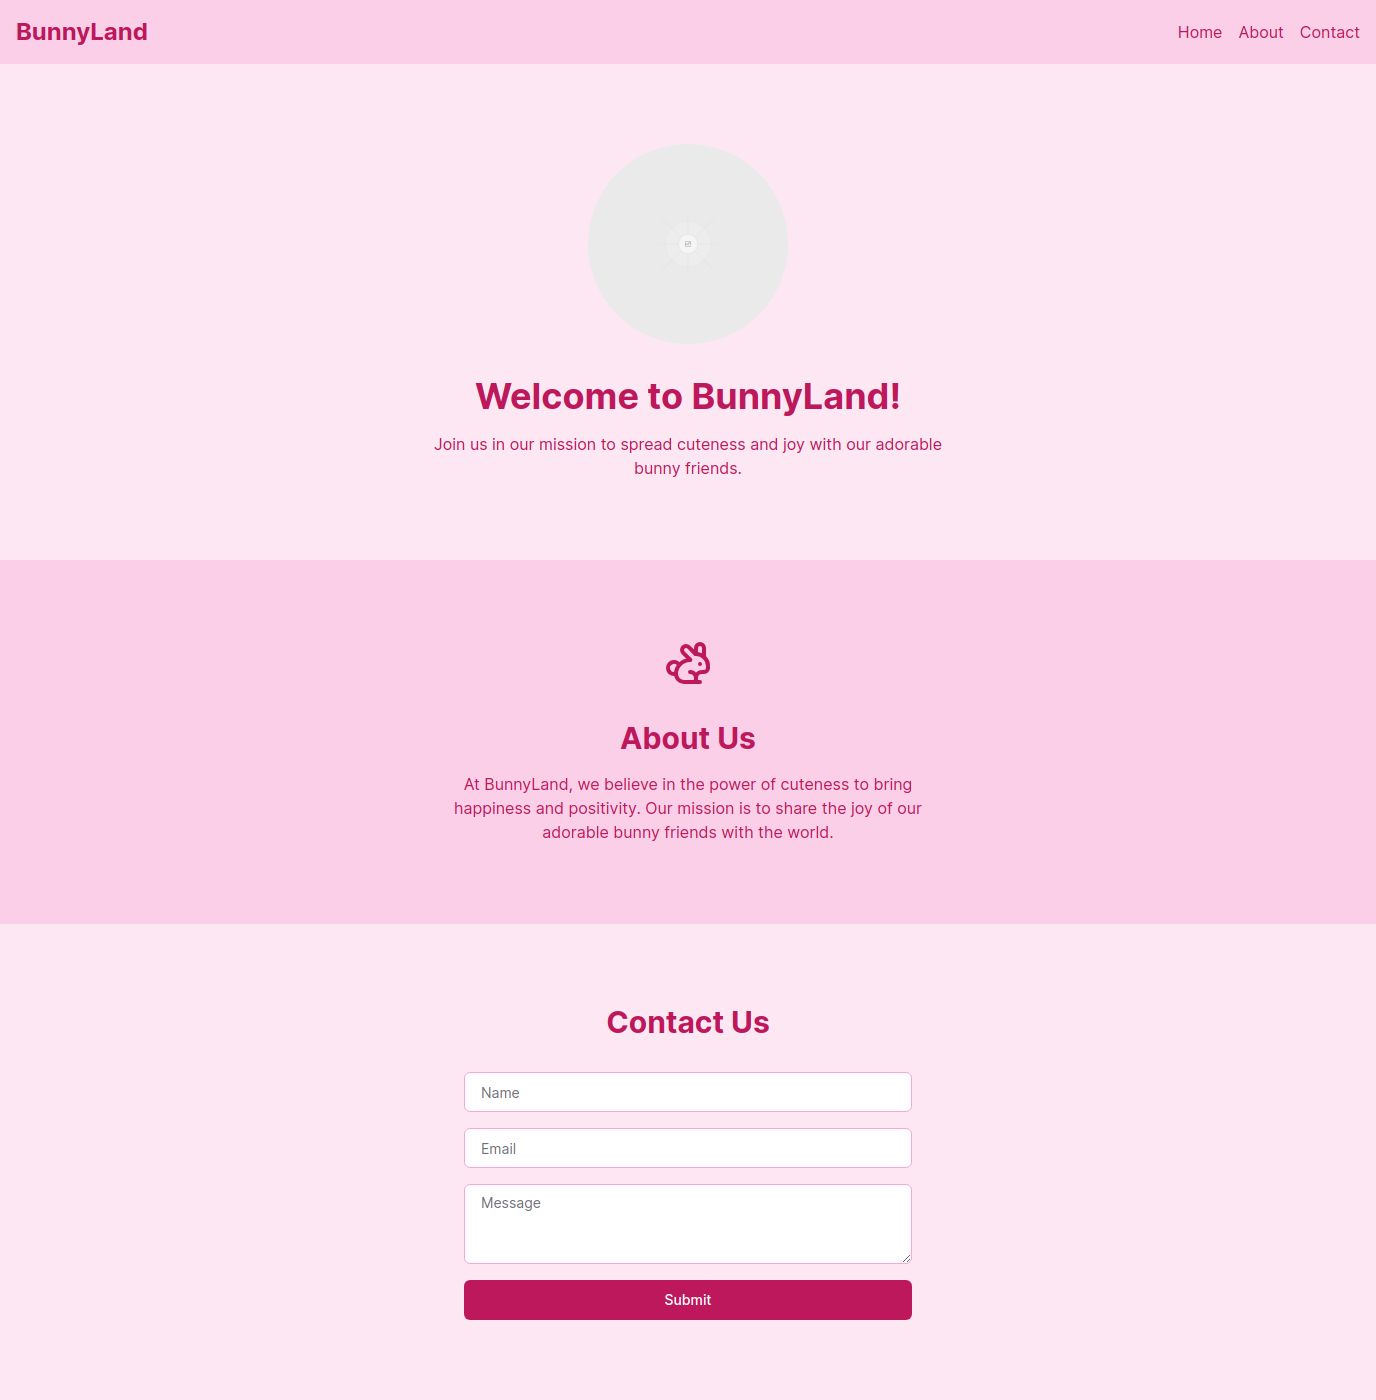 BunnyLand
Home About Contact
Welcome to BunnyLand!
Join us in our mission to spread cuteness and joy with our adorable
bunny friends.
About Us
At BunnyLand, we believe in the power of cuteness to bring
happiness and positivity. Our mission is to share the joy of our
adorable bunny friends with the world.
Contact Us
Name
Email
Message
Submit